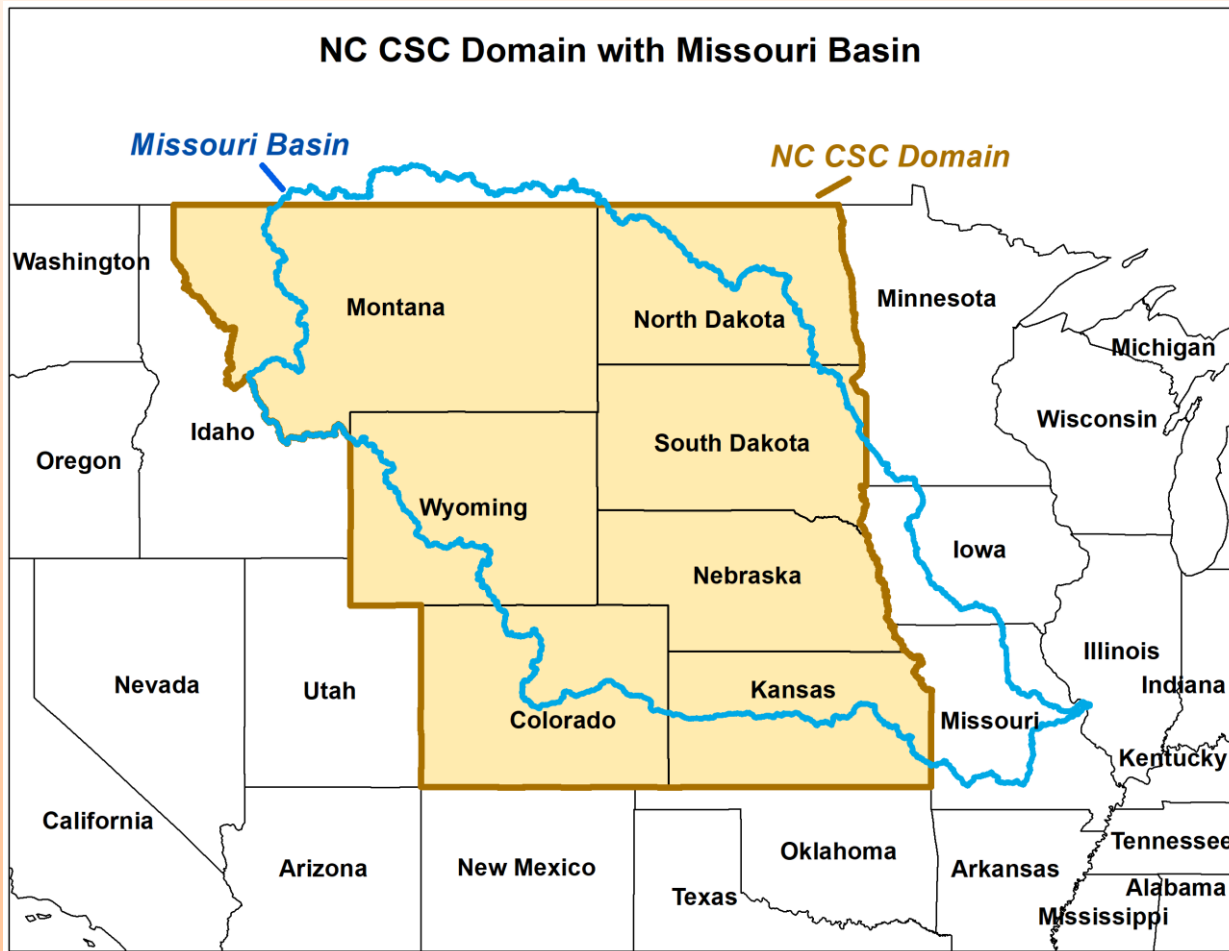 NC CSC Domain with Missouri Basin
Missouri Basin
NC CSC Domain
Washington
Montana
North Dakota
Minnesota
Michigan
Wisconsin
Idaho
Oregon
South Dakota
Wyoming
Iowa
Nebraska
Nevada
Utah
Colorado
Kansas
Missouri
Illinois
Indiana
Kentucky
California
Arizona
New Mexico
Texas
Oklahoma
Arkansas
Tennessee
Alabama
Mississippi